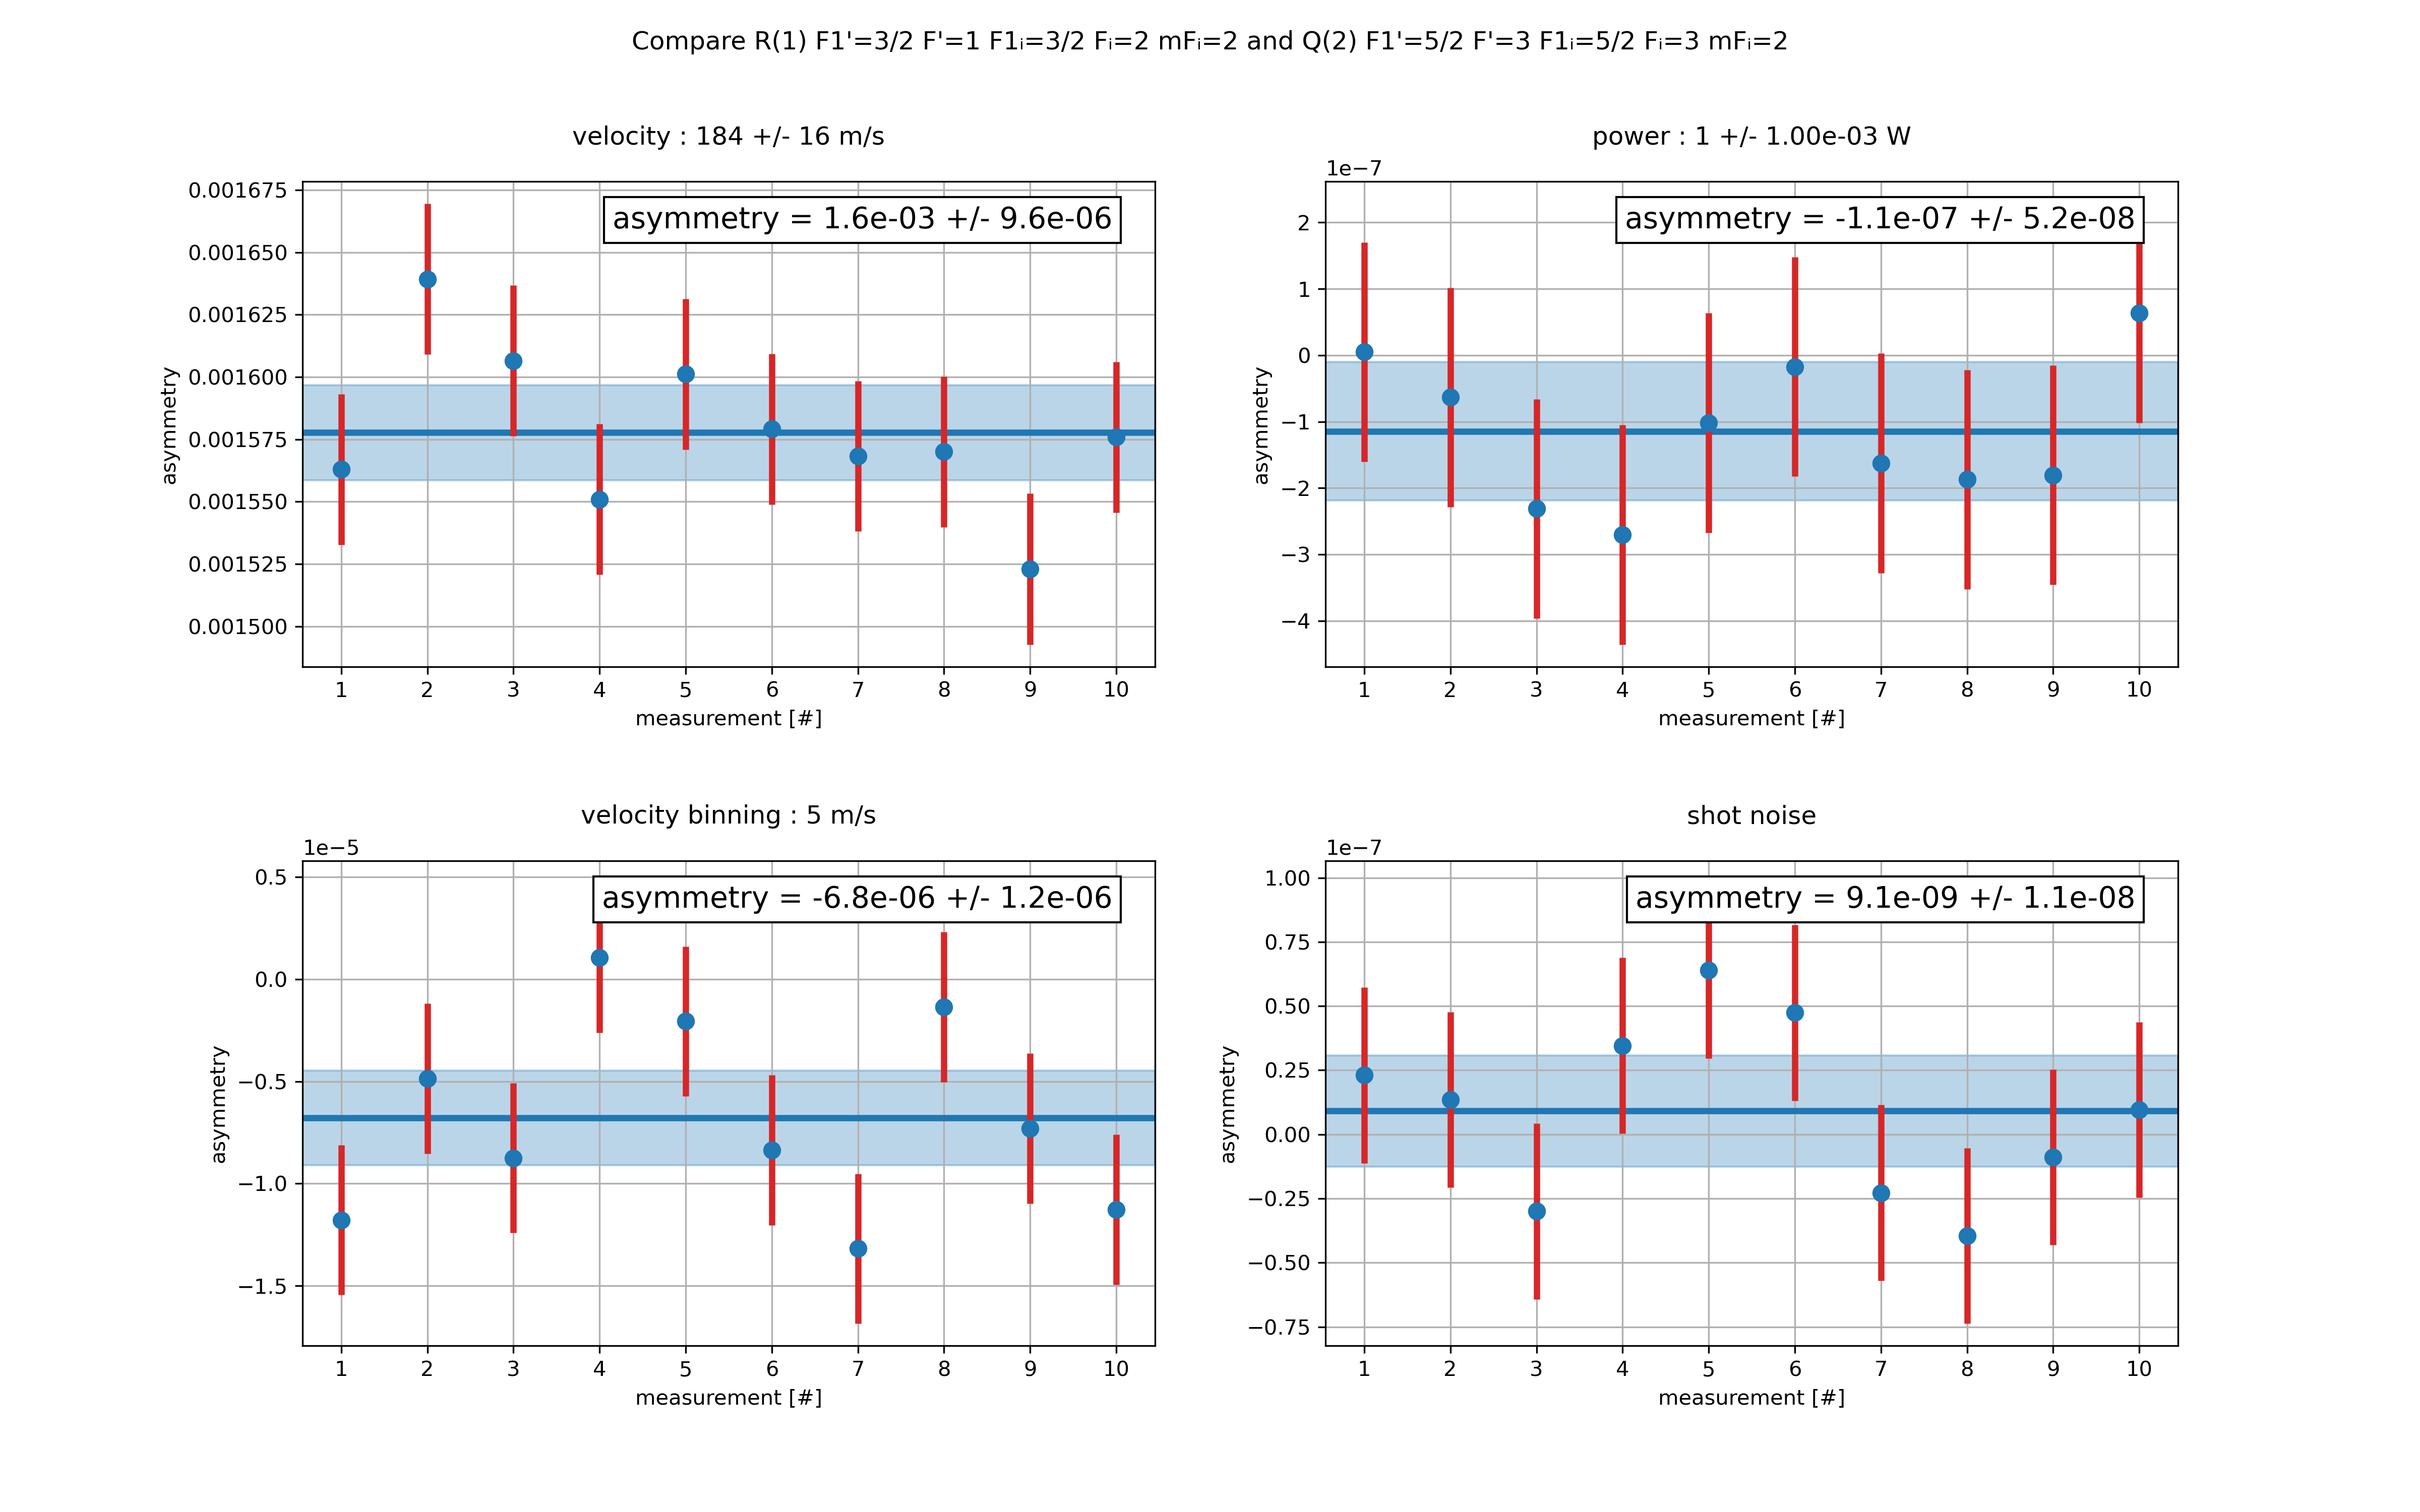 Compare R(1) F1'=3/2 F'=1 F1ᵢ=3/2 Fᵢ=2 mFᵢ=2 and Q(2) F1'=5/2 F'=3 F1ᵢ=5/2 Fᵢ=3 mFᵢ=2
velocity : 184 +/- 16 m/s
asymmetry = 1.6e-03 +/- 9.6e-06
0.001675
0.001650
0.001625
0.001600
0.001575
0.001550
0.001525
0.001500
asymmetry
1 2 3 4 5 6 7 8 9 10
measurement [#]
power : 1 +/- 1.00e-03 W
1e−7
asymmetry = -1.1e-07 +/- 5.2e-08
2
1
0
−1
−2
−3
−4
asymmetry
1 2 3 4 5 6 7 8 9 10
measurement [#]
velocity binning : 5 m/s
1e−5
asymmetry = -6.8e-06 +/- 1.2e-06
0.5
0.0
−0.5
−1.0
−1.5
asymmetry
1 2 3 4 5 6 7 8 9 10
measurement [#]
shot noise
1e−7
asymmetry = 9.1e-09 +/- 1.1e-08
1.00
0.75
0.50
0.25
0.00
−0.25
−0.50
−0.75
asymmetry
1 2 3 4 5 6 7 8 9 10
measurement [#]